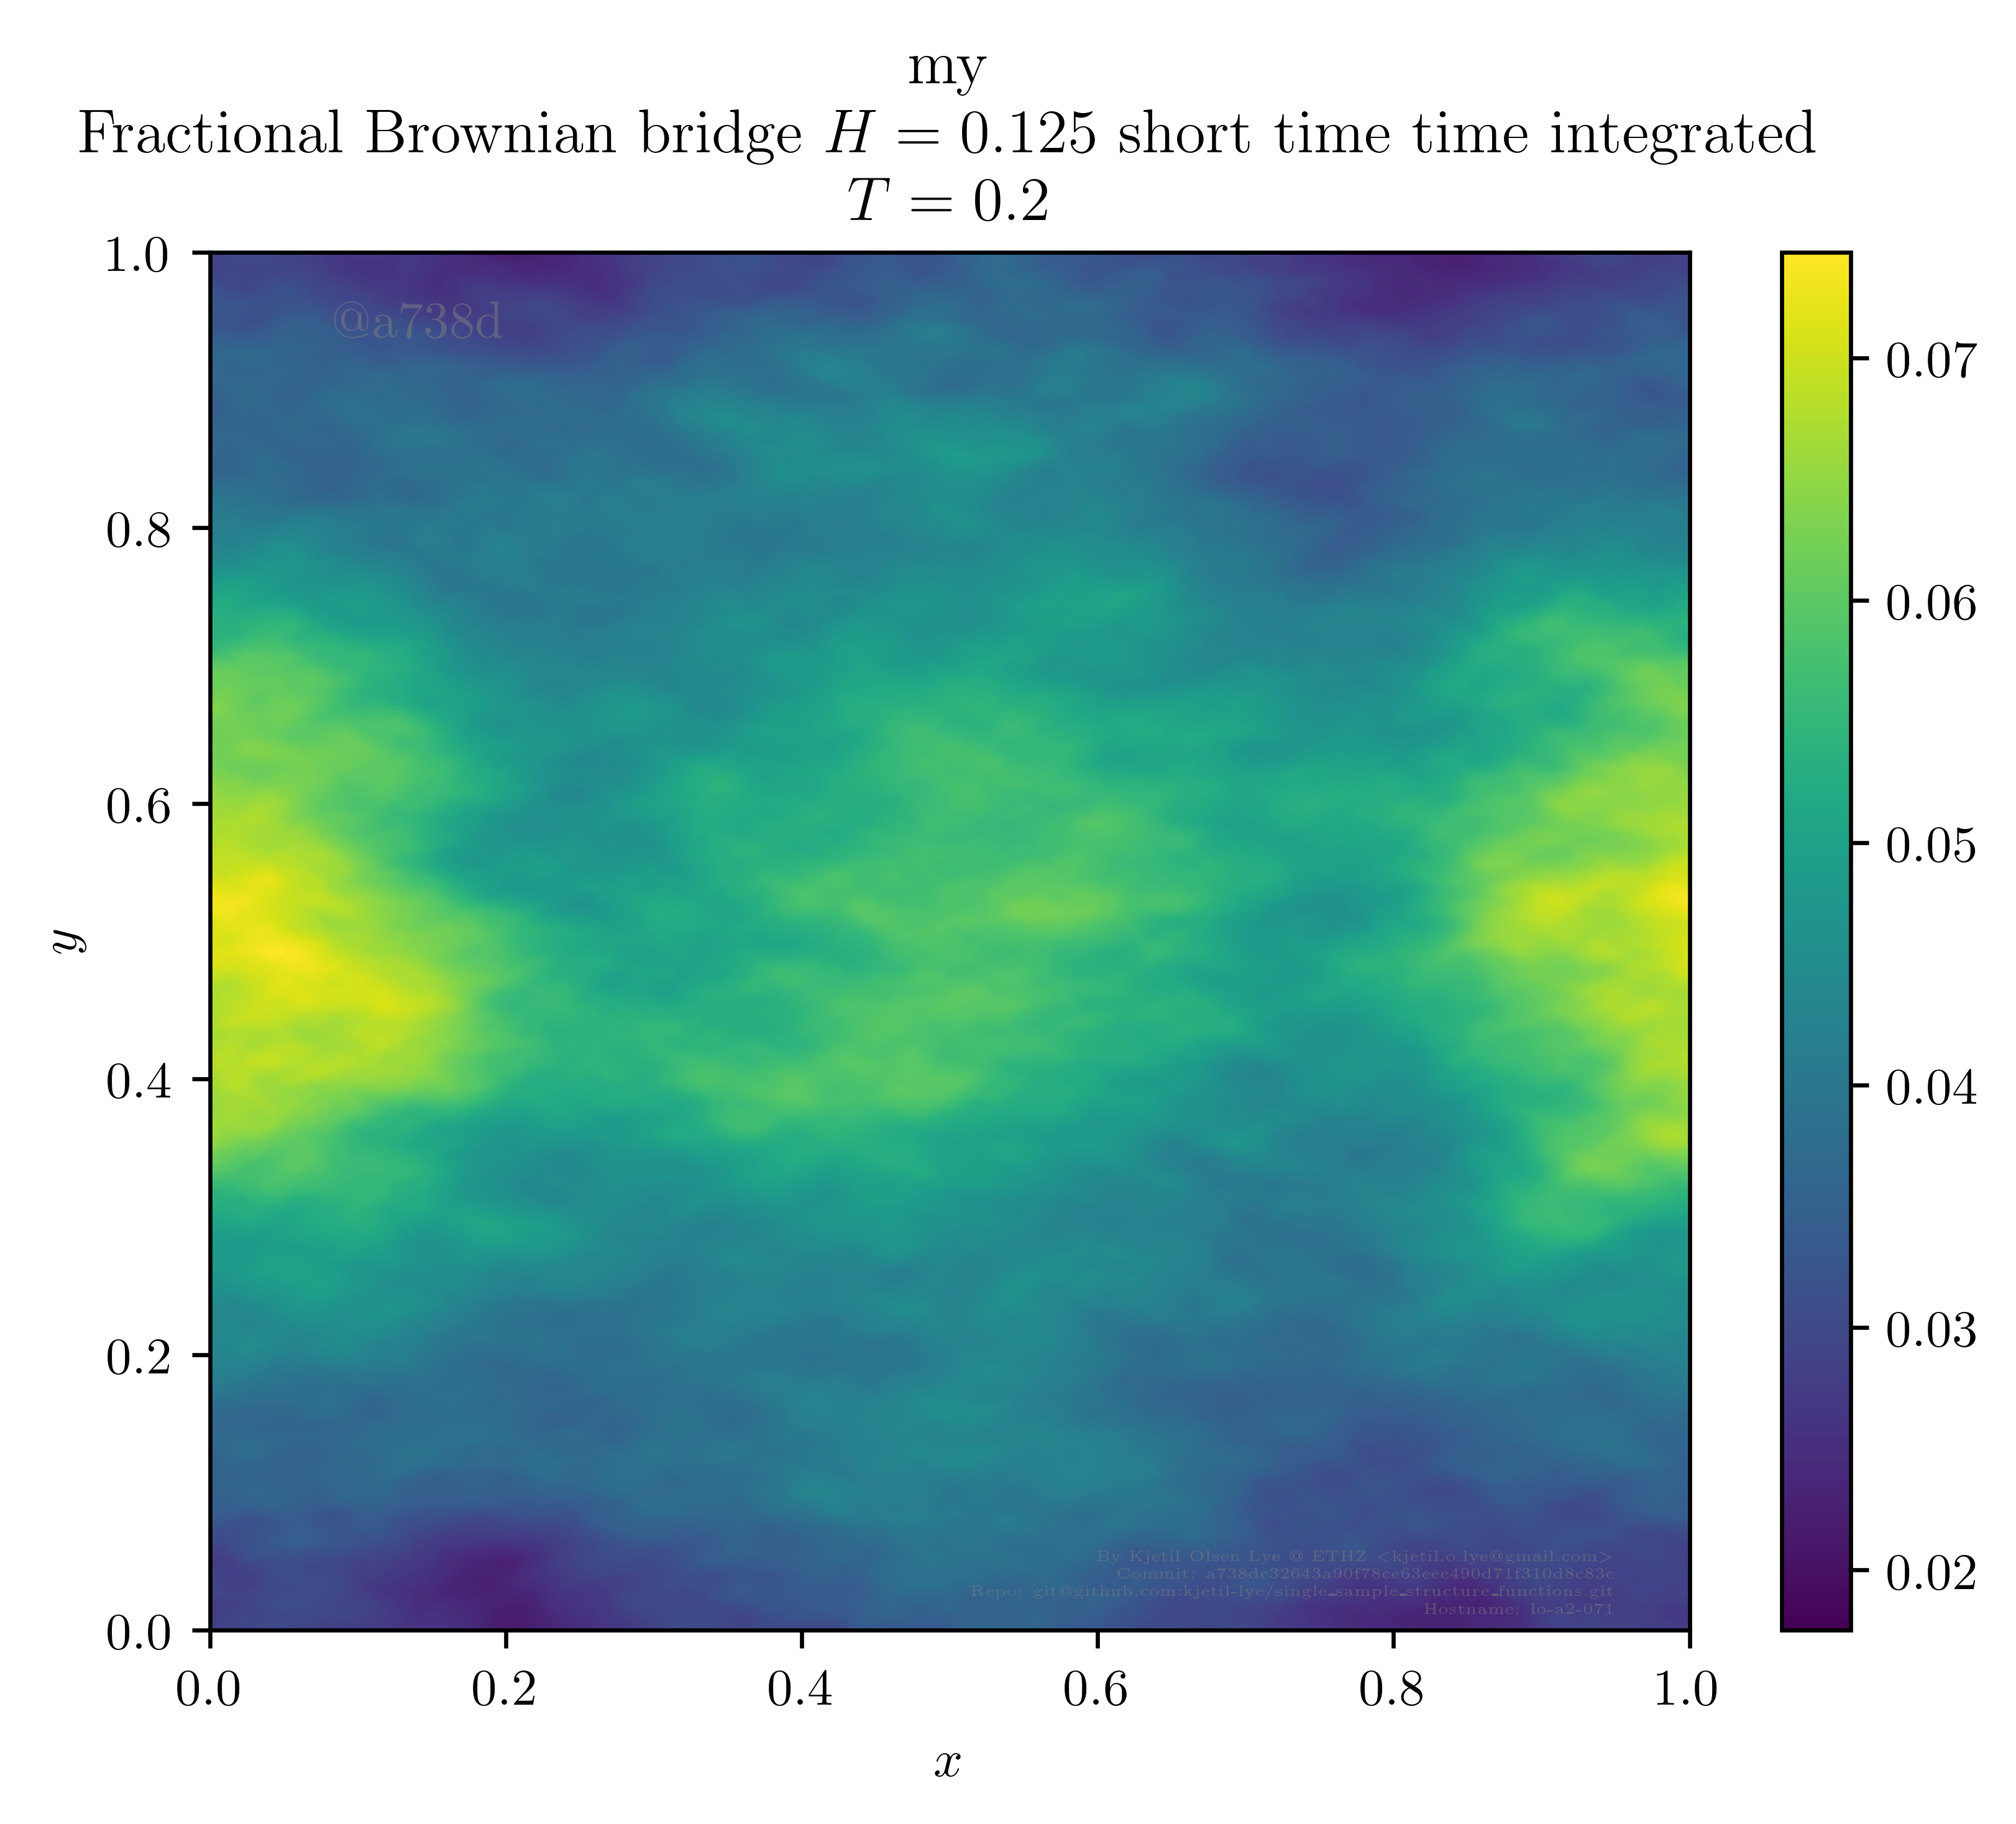 my
Fractional Brownian bridge H = 0.125 short time time integrated
T = 0.2
1.0
0.8
0.6
0.4
0.2
0.0
y
@a738d
By Kjetil Olsen Lye @ ETHZ <kjetil.o.lye@gmail.com>
Commit: a738dc32643a90f78ce63eee490d71f310d8c83c
Repo: git@github.com:kjetil-lye/single_sample_structure_functions.git
Hostname: lo-a2-071
0.0 0.2 0.4 0.6 0.8 1.0
x
0.07
0.06
0.05
0.04
0.03
0.02